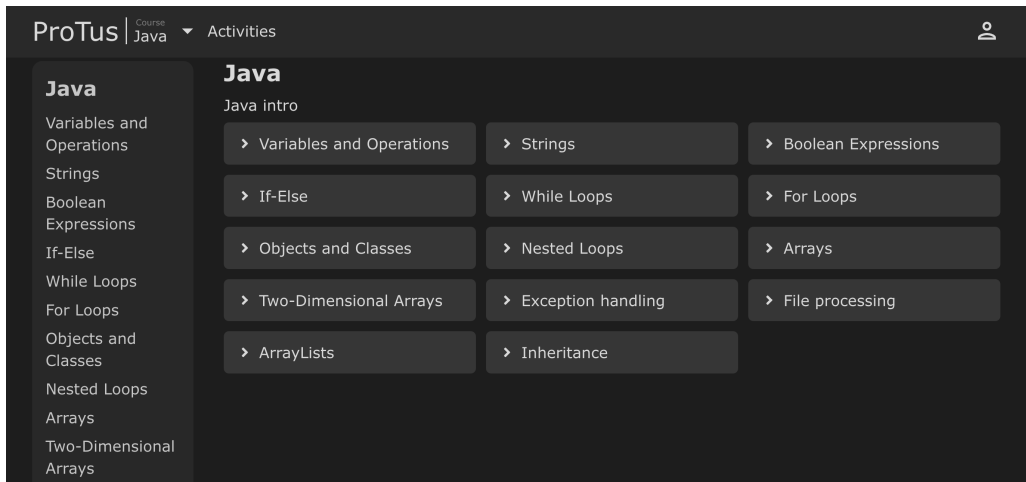 ProTus
Course
Java
Activities
Java
Variables and
Operations
Strings
Boolean
Expressions
If-Else
While Loops
For Loops
Objects and
Classes
Nested Loops
Arrays
Two-Dimensional
Arrays
Java
Java intro
Variables and Operations
Strings
Boolean Expressions
If-Else
While Loops
For Loops
Objects and Classes
Nested Loops
Arrays
Two-Dimensional Arrays
Exception handling
File processing
ArrayLists
Inheritance